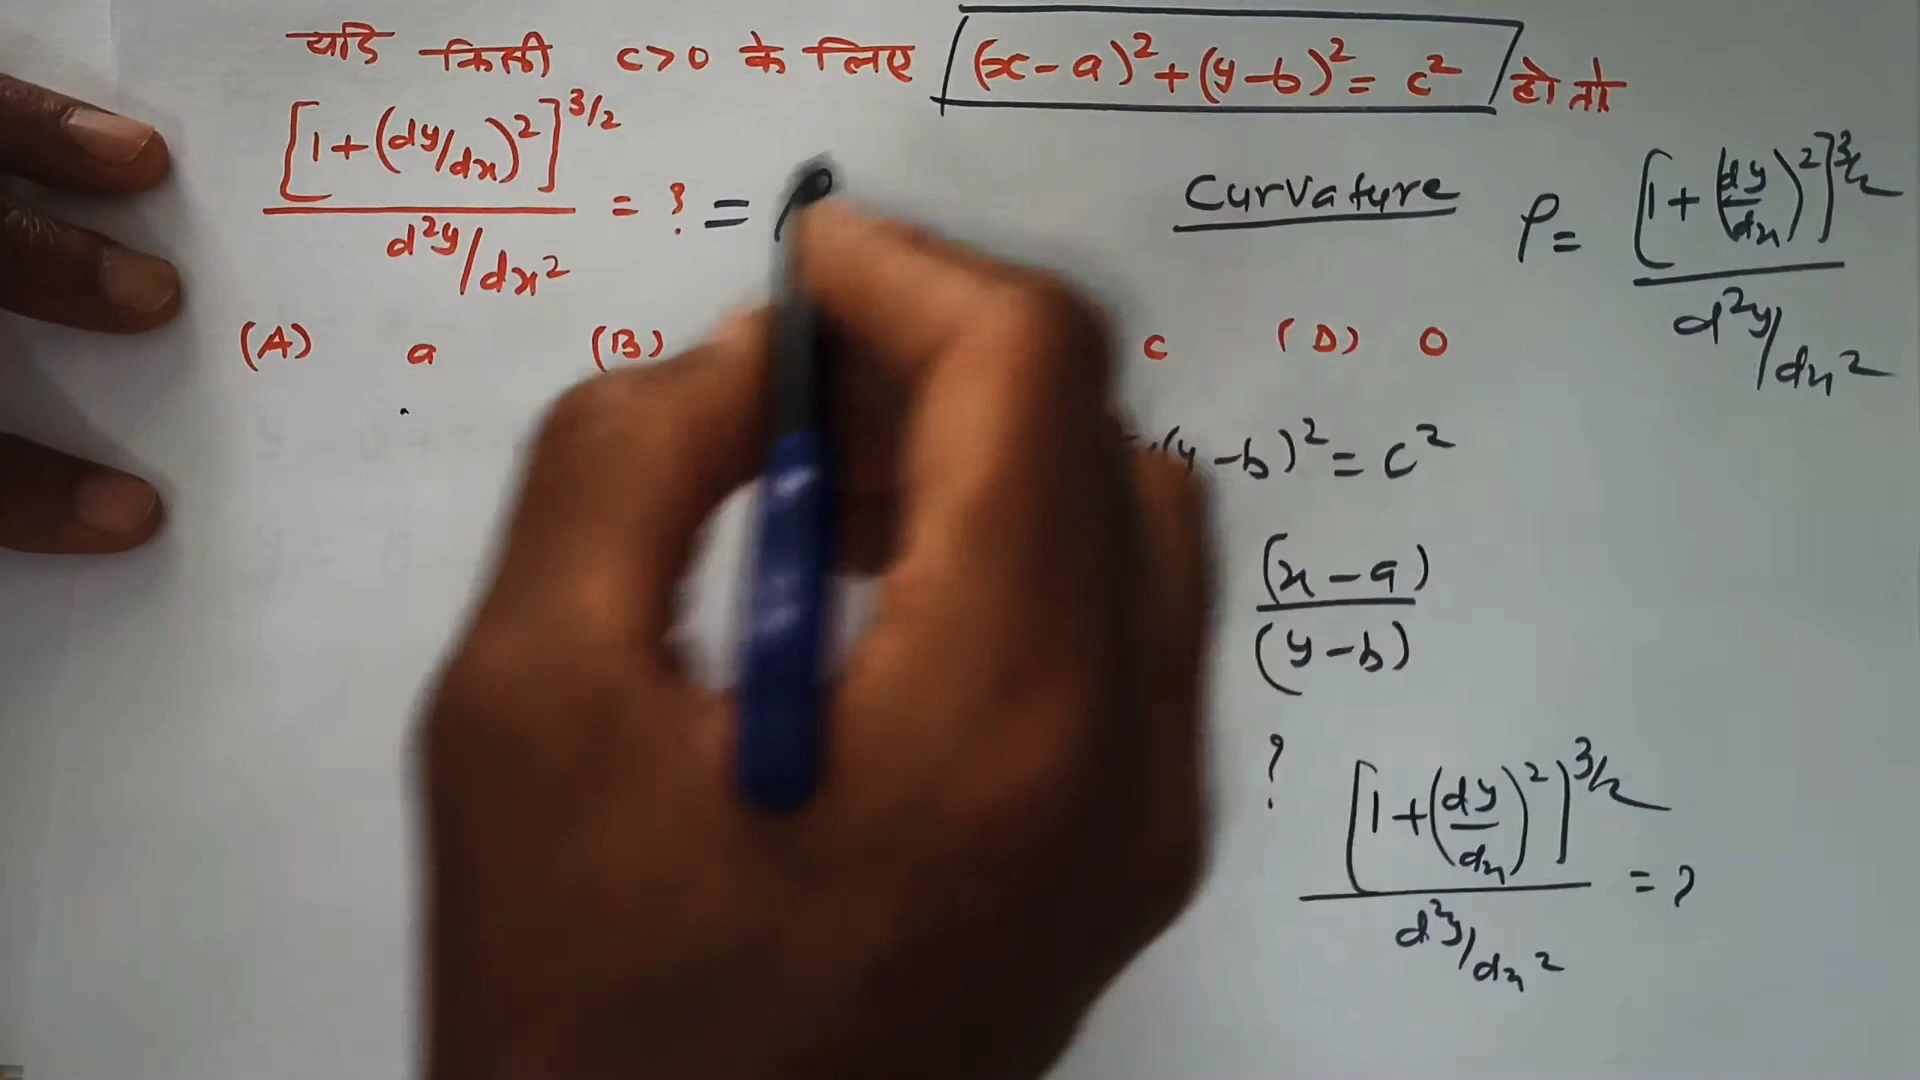 यदि किसी c>0 के लिए (x-a)²+(y-b)²= c² हो तो
[1+(dy/dx)²]^3/2 / d²y/dx² = ? = ρ
Curvature ρ= [1+(dy/dx)²]^3/2 / d²y/dx²
(A) a (B) c (D) 0
(y-b)²= c²
(x-a)/(y-b)
? [1+(dy/dx)²]^3/2 / d²y/dx² = ?